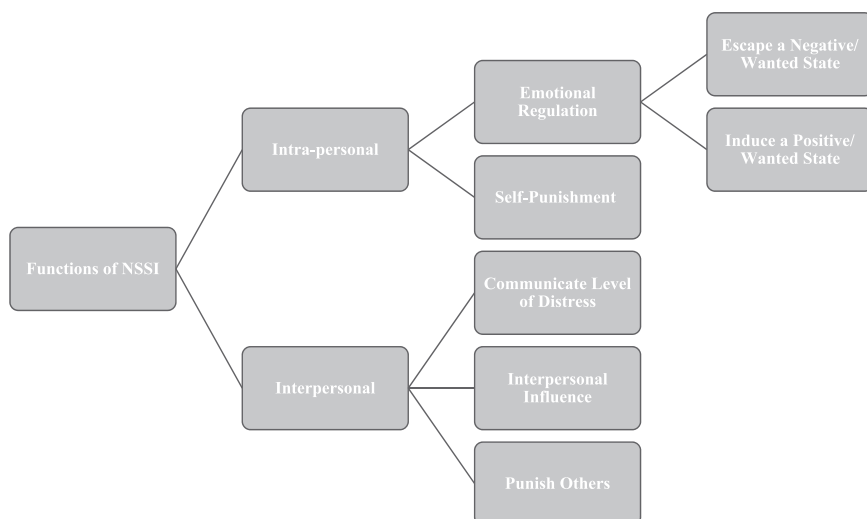 Functions of NSSI
Intra-personal
Emotional
Regulation
Escape a Negative/
Wanted State
Induce a Positive/
Wanted State
Self-Punishment
Interpersonal
Communicate Level
of Distress
Interpersonal
Influence
Punish Others